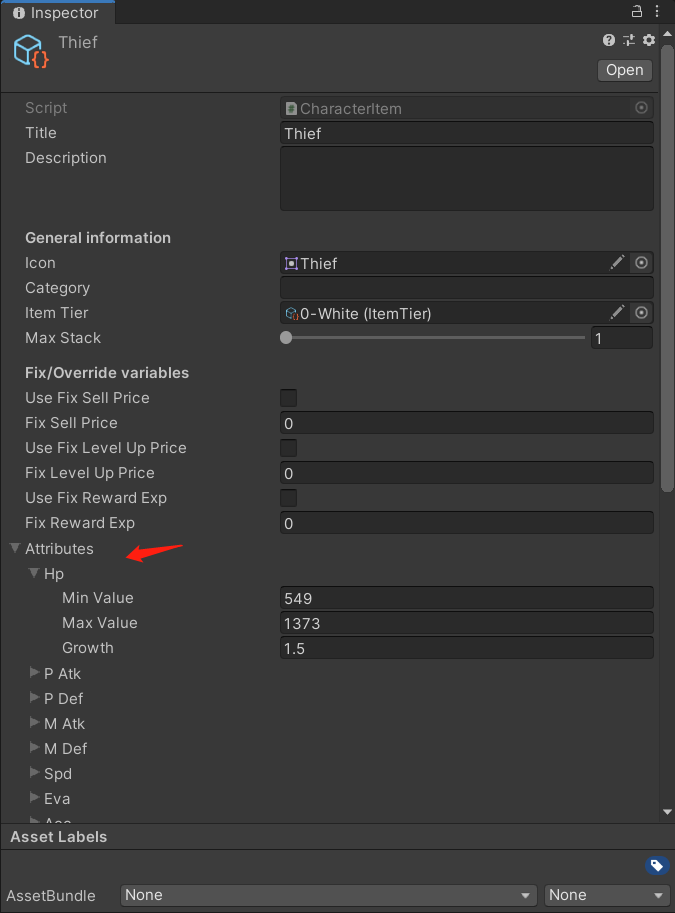 Inspector
Thief
Open
Script CharacterItem
Title Thief
Description
General information
Icon Thief
Category
Item Tier 0-White (ItemTier)
Max Stack 1
Fix/Override variables
Use Fix Sell Price
Fix Sell Price 0
Use Fix Level Up Price
Fix Level Up Price 0
Use Fix Reward Exp
Fix Reward Exp 0
Attributes
Hp
Min Value 549
Max Value 1373
Growth 1.5
P Atk
P Def
M Atk
M Def
Spd
Eva
Asset Labels
AssetBundle None None